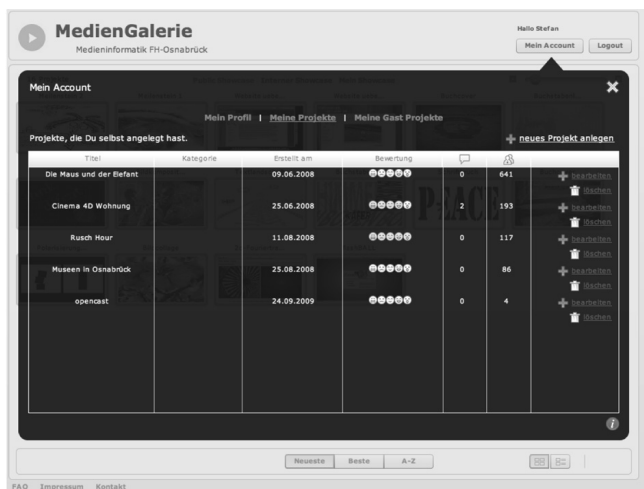 MedienGalerie
Medieninformatik FH-Osnabrück
Hallo Stefan
Mein Account Logout
Mein Account
Mein Profil | Meine Projekte | Meine Gast Projekte
Projekte, die Du selbst angelegt hast.
neues Projekt anlegen
Titel Kategorie Erstellt am Bewertung
Die Maus und der Elefant 09.06.2008 0 641 bearbeiten
löschen
Cinema 4D Wohnung 25.06.2008 2 193 bearbeiten
löschen
Rusch Hour 11.08.2008 0 117 bearbeiten
löschen
Museen in Osnabrück 25.08.2008 0 86 bearbeiten
löschen
opencast 24.09.2009 0 4 bearbeiten
löschen
PEACE
Neueste Beste A-Z
FAQ Impressum Kontakt